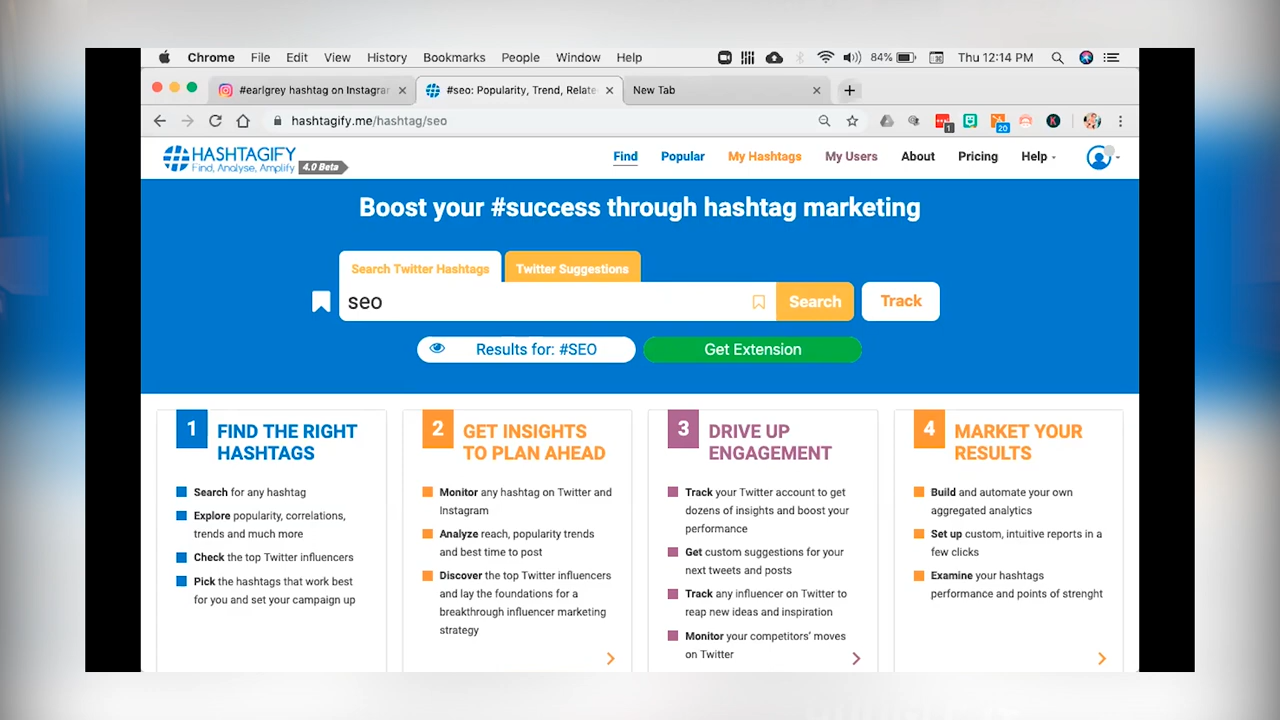 Chrome File Edit View History Bookmarks People Window Help 84% Thu 12:14 PM
#earlgrey hashtag on Instagram #seo: Popularity, Trend, Relate New Tab
hashtagify.me/hashtag/seo
1 20 K
HASHTAGIFY
Find, Analyse, Amplify 4.0 Beta
Find Popular My Hashtags My Users About Pricing Help
Boost your #success through hashtag marketing
Search Twitter Hashtags Twitter Suggestions
seo Search Track
Results for: #SEO Get Extension
1 FIND THE RIGHT
HASHTAGS
Search for any hashtag
Explore popularity, correlations,
trends and much more
Check the top Twitter influencers
Pick the hashtags that work best
for you and set your campaign up
2 GET INSIGHTS
TO PLAN AHEAD
Monitor any hashtag on Twitter and
Instagram
Analyze reach, popularity trends
and best time to post
Discover the top Twitter influencers
and lay the foundations for a
breakthrough influencer marketing
strategy
3 DRIVE UP
ENGAGEMENT
Track your Twitter account to get
dozens of insights and boost your
performance
Get custom suggestions for your
next tweets and posts
Track any influencer on Twitter to
reap new ideas and inspiration
Monitor your competitors' moves
on Twitter
4 MARKET YOUR
RESULTS
Build and automate your own
aggregated analytics
Set up custom, intuitive reports in a
few clicks
Examine your hashtags
performance and points of strenght